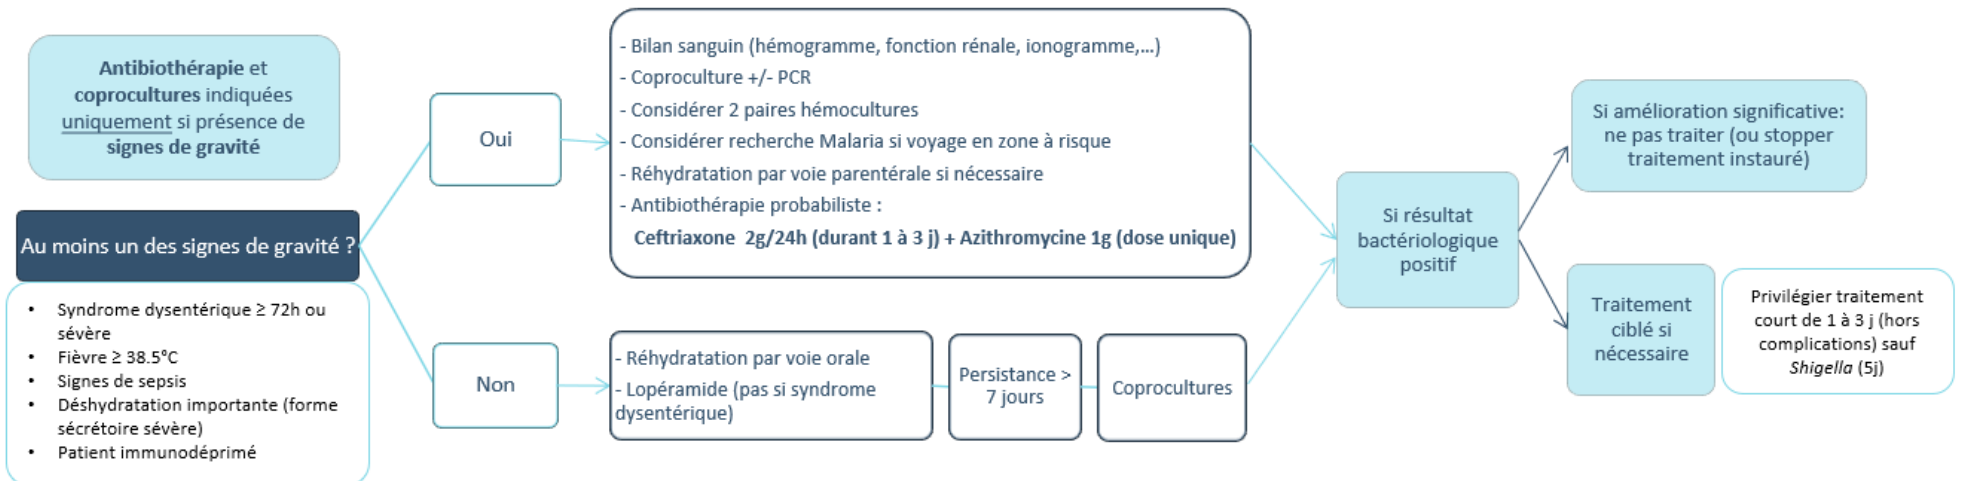 Antibiothérapie et
coprocultures indiquées
uniquement si présence de
signes de gravité
Au moins un des signes de gravité ?
• Syndrome dysentérique ≥ 72h ou
sévère
• Fièvre ≥ 38.5°C
• Signes de sepsis
• Déshydratation importante (forme
sécrétoire sévère)
• Patient immunodéprimé
Oui
- Bilan sanguin (hémogramme, fonction rénale, ionogramme,...)
- Coproculture +/- PCR
- Considérer 2 paires hémocultures
- Considérer recherche Malaria si voyage en zone à risque
- Réhydratation par voie parentérale si nécessaire
- Antibiothérapie probabiliste :
Ceftriaxone 2g/24h (durant 1 à 3 j) + Azithromycine 1g (dose unique)
Non
- Réhydratation par voie orale
- Lopéramide (pas si syndrome
dysentérique)
Persistance >
7 jours
Coprocultures
Si résultat
bactériologique
positif
Si amélioration significative:
ne pas traiter (ou stopper
traitement instauré)
Traitement
ciblé si
nécessaire
Privilégier traitement
court de 1 à 3 j (hors
complications) sauf
Shigella (5j)